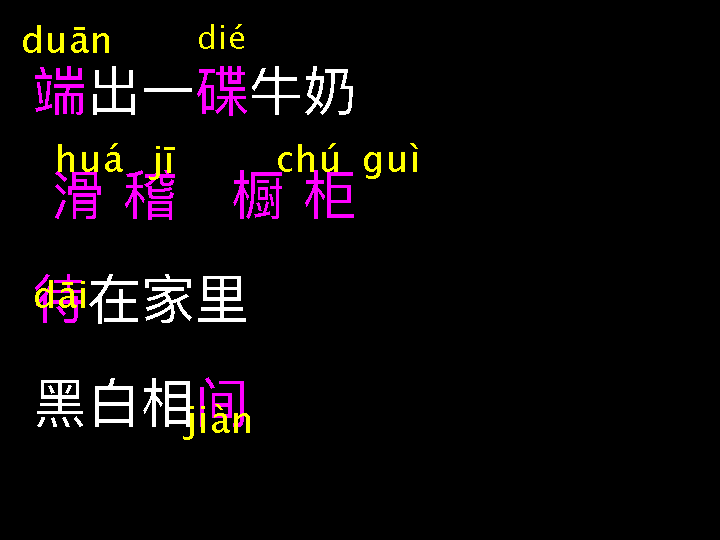 duān dié
端出一碟牛奶
huá jī chú guì
滑稽 橱柜
dāi
待在家里
黑白相间
jiàn